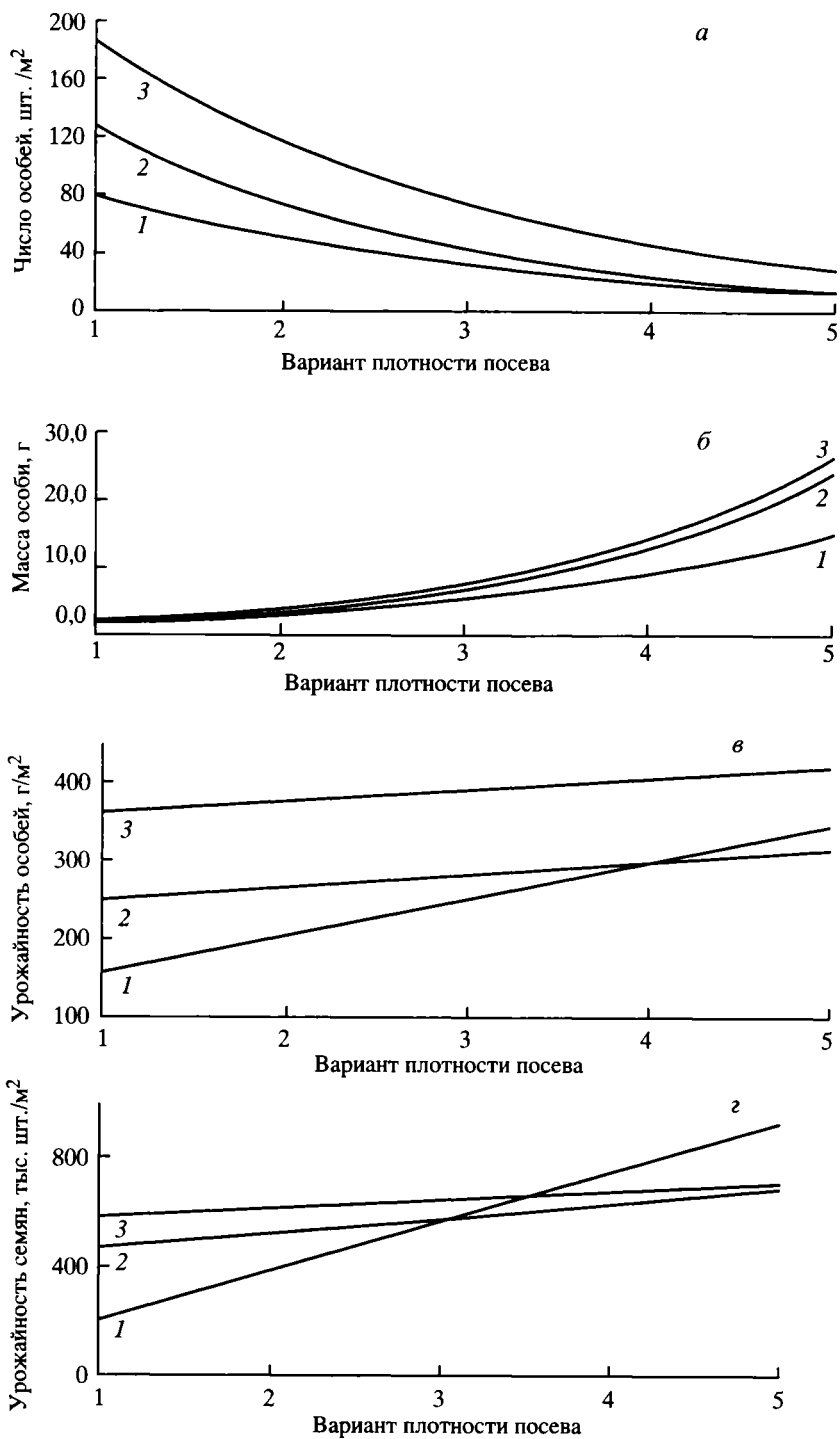 а
Число особей, шт. /м²
200
160
120
80
40
0
3
2
1
1 2 3 4 5
Вариант плотности посева
б
Масса особи, г
30,0
20,0
10,0
0,0
3
2
1
1 2 3 4 5
Вариант плотности посева
в
Урожайность особей, г/м²
400
300
200
100
3
2
1
1 2 3 4 5
Вариант плотности посева
г
Урожайность семян, тыс. шт./м²
800
400
0
3
2
1
1 2 3 4 5
Вариант плотности посева